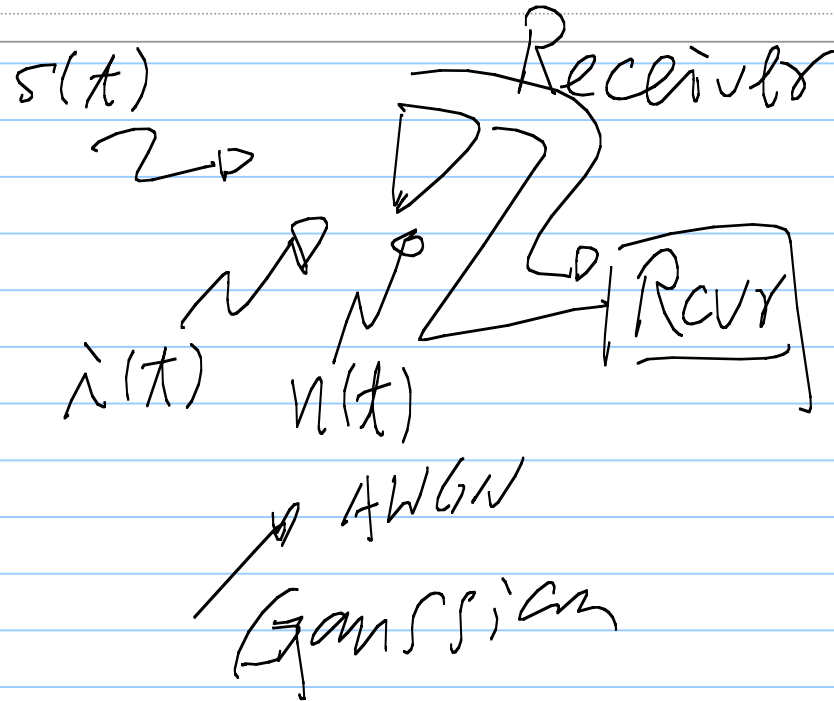 Receiver
s(t)
Rcvr
i(t)
n(t)
AWGN
Gaussian